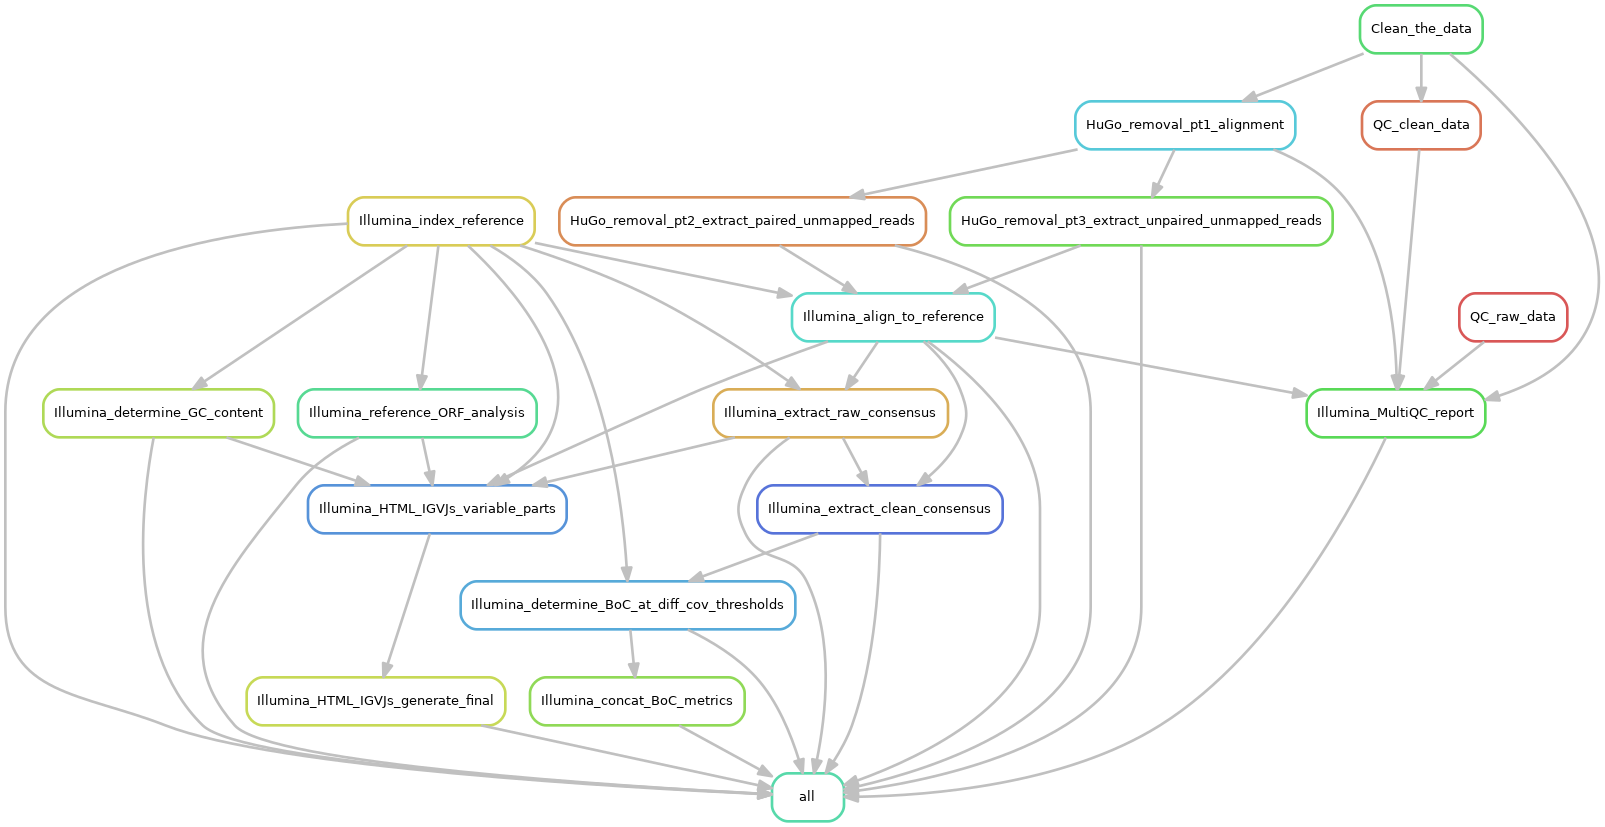 Clean_the_data
HuGo_removal_pt1_alignment
QC_clean_data
Illumina_index_reference
HuGo_removal_pt2_extract_paired_unmapped_reads
HuGo_removal_pt3_extract_unpaired_unmapped_reads
Illumina_align_to_reference
QC_raw_data
Illumina_determine_GC_content
Illumina_reference_ORF_analysis
Illumina_extract_raw_consensus
Illumina_MultiQC_report
Illumina_HTML_IGVJs_variable_parts
Illumina_extract_clean_consensus
Illumina_determine_BoC_at_diff_cov_thresholds
Illumina_HTML_IGVJs_generate_final
Illumina_concat_BoC_metrics
all